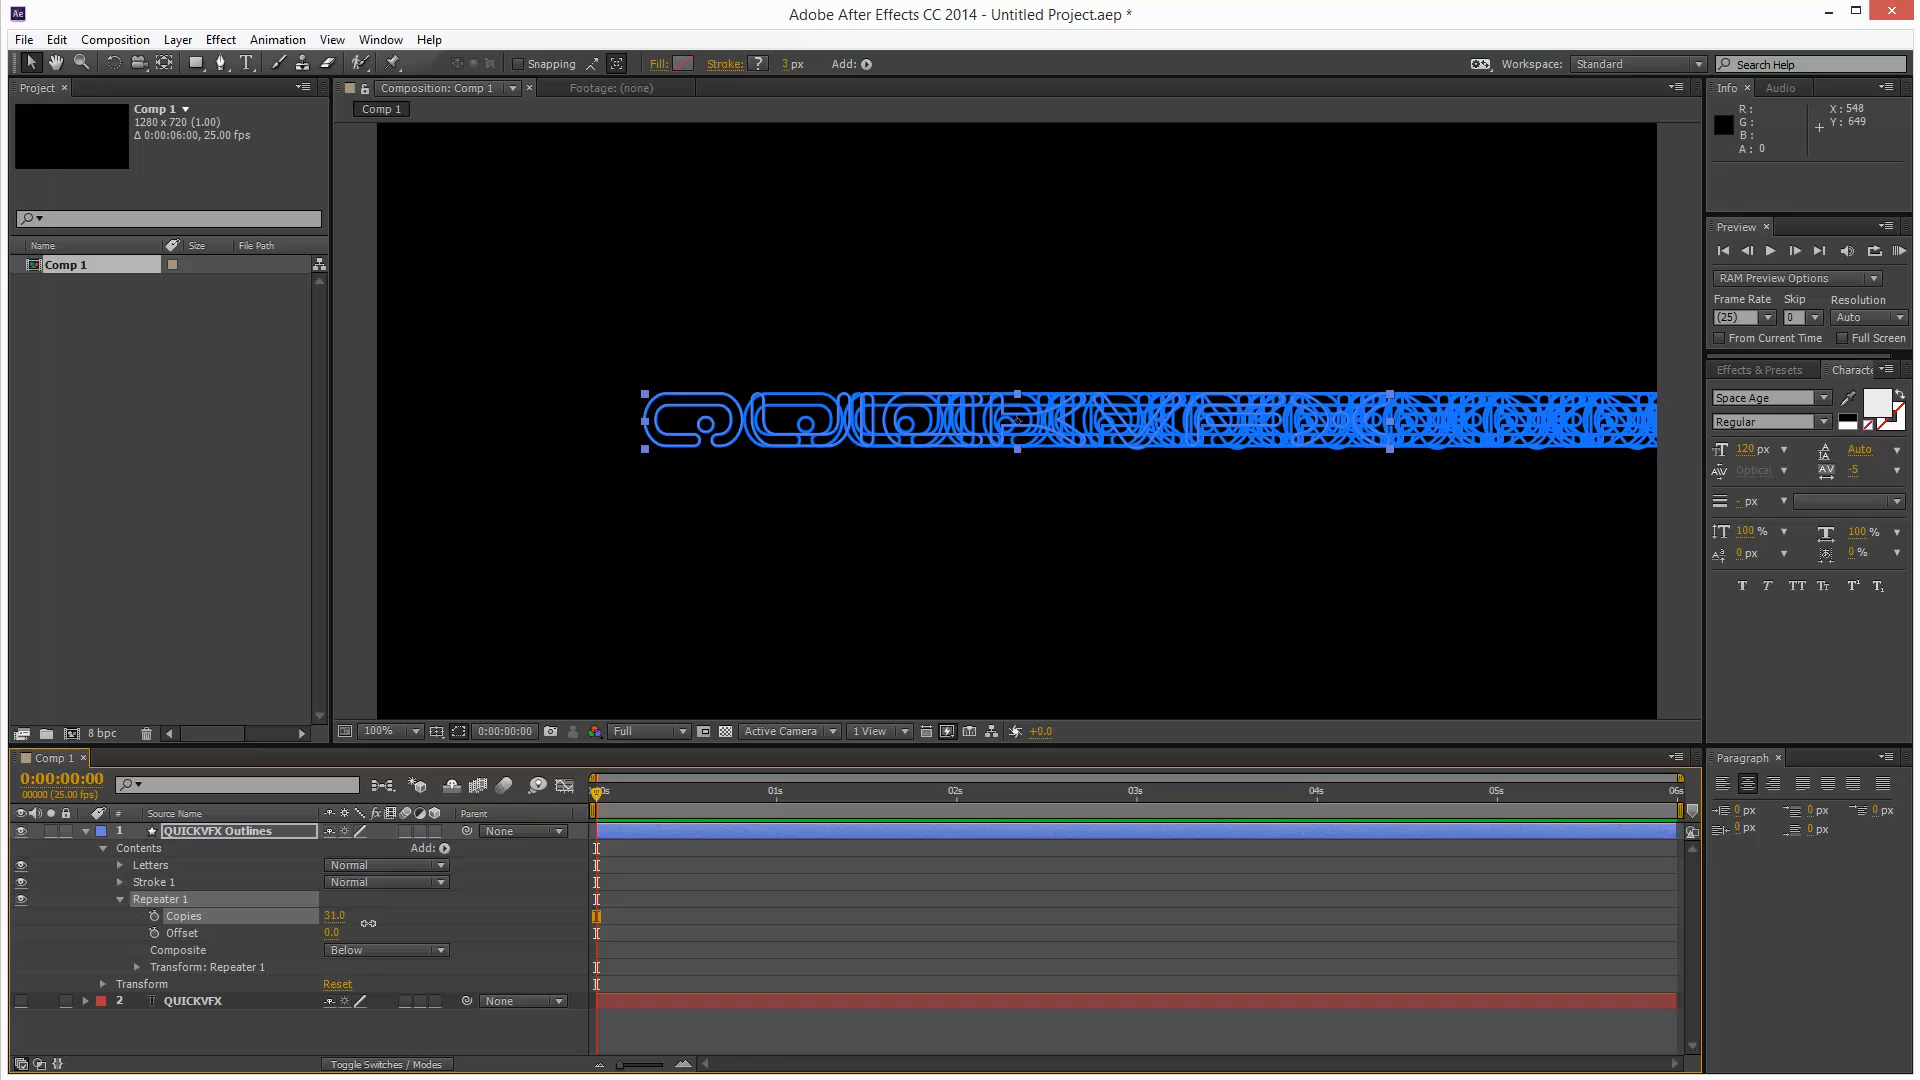 Ae
Adobe After Effects CC 2014 - Untitled Project.aep *
File Edit Composition Layer Effect Animation View Window Help
Snapping Fill: Stroke: ? 3 px Add:
Workspace: Standard Search Help
Project × Composition: Comp 1 × Footage: (none) Info × Audio
Comp 1
1280 x 720 (1.00)
Δ 0:00:06:00, 25.00 fps
Comp 1
R:
G:
B:
A: 0
X: 548
Y: 649
Name Size File Path
Comp 1
Preview ×
RAM Preview Options
Frame Rate Skip Resolution
(25) 0 Auto
From Current Time Full Screen
Effects & Presets Characte
Space Age
Regular
120 px Auto
Optical -5
- px
100 % 100 %
0 px 0 %
T T TT Tт T¹ T₁
8 bpc
100% 0:00:00:00 Full Active Camera 1 View +0.0
Comp 1 ×
0:00:00:00
00000 (25.00 fps)
:00s 01s 02s 03s 04s 05s 06s
# Source Name Parent
1 QUICKVFX Outlines None
Contents Add:
Letters Normal
Stroke 1 Normal
Repeater 1
Copies 31.0
Offset 0.0
Composite Below
Transform: Repeater 1
Transform Reset
2 T QUICKVFX None
Toggle Switches / Modes
Paragraph ×
0 px 0 px 0 px
0 px 0 px